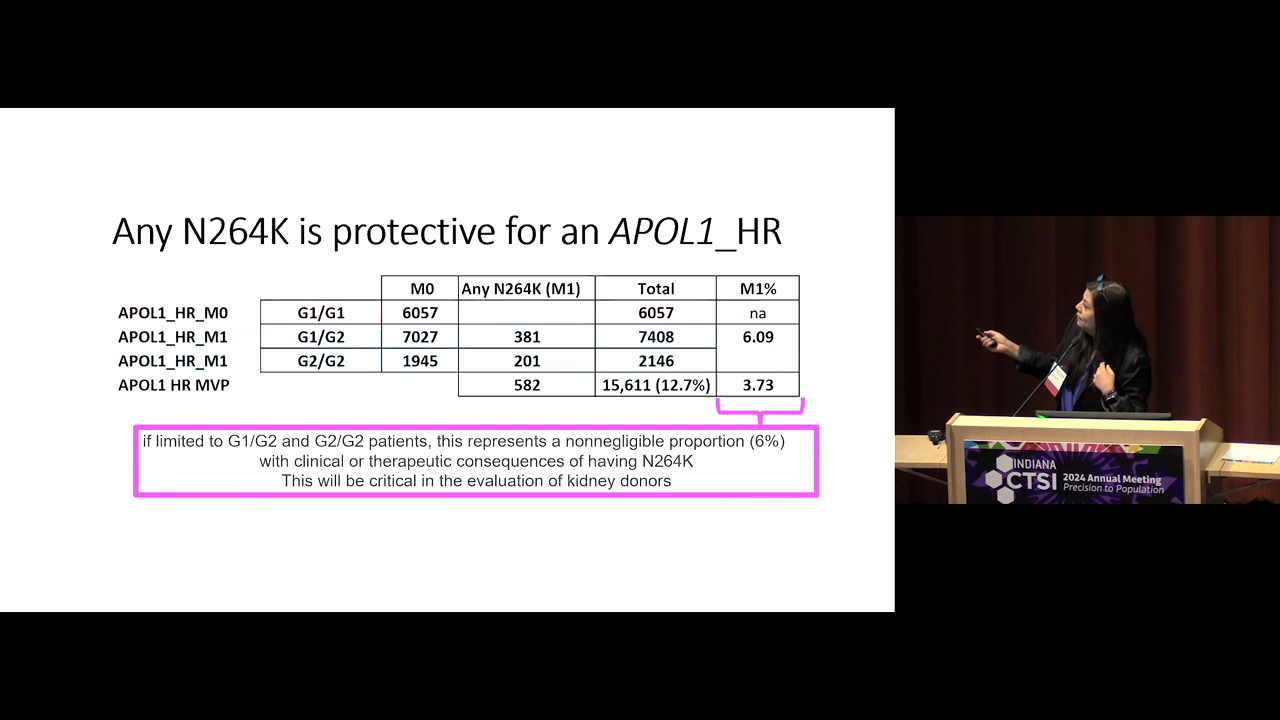 Any N264K is protective for an APOL1_HR
M0 Any N264K (M1) Total M1%
APOL1_HR_M0 G1/G1 6057 6057 na
APOL1_HR_M1 G1/G2 7027 381 7408 6.09
APOL1_HR_M1 G2/G2 1945 201 2146
APOL1 HR MVP 582 15,611 (12.7%) 3.73
if limited to G1/G2 and G2/G2 patients, this represents a nonnegligible proportion (6%)
with clinical or therapeutic consequences of having N264K
This will be critical in the evaluation of kidney donors
INDIANA
CTSI
2024 Annual Meeting
Precision to Population